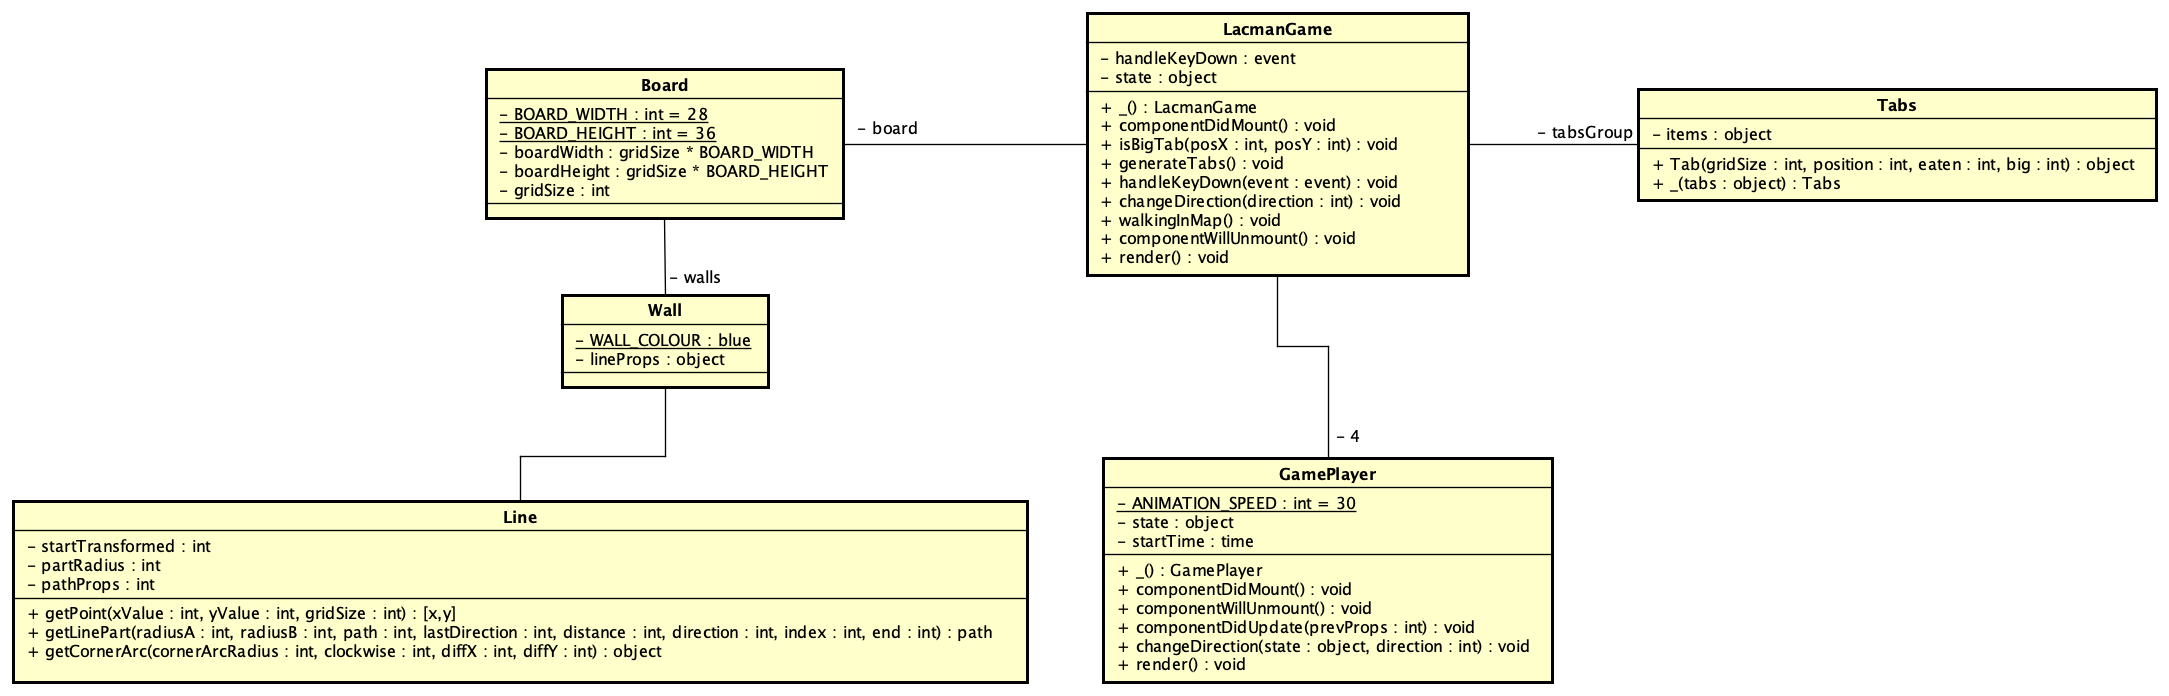 LacmanGame
- handleKeyDown : event
- state : object
+ _() : LacmanGame
+ componentDidMount() : void
+ isBigTab(posX : int, posY : int) : void
+ generateTabs() : void
+ handleKeyDown(event : event) : void
+ changeDirection(direction : int) : void
+ walkingInMap() : void
+ componentWillUnmount() : void
+ render() : void
Board
- BOARD_WIDTH : int = 28
- BOARD_HEIGHT : int = 36
- boardWidth : gridSize * BOARD_WIDTH
- boardHeight : gridSize * BOARD_HEIGHT
- gridSize : int
- board
- tabsGroup
Tabs
- items : object
+ Tab(gridSize : int, position : int, eaten : int, big : int) : object
+ _(tabs : object) : Tabs
- walls
Wall
- WALL_COLOUR : blue
- lineProps : object
- 4
Line
- startTransformed : int
- partRadius : int
- pathProps : int
+ getPoint(xValue : int, yValue : int, gridSize : int) : [x,y]
+ getLinePart(radiusA : int, radiusB : int, path : int, lastDirection : int, distance : int, direction : int, index : int, end : int) : path
+ getCornerArc(cornerArcRadius : int, clockwise : int, diffX : int, diffY : int) : object
GamePlayer
- ANIMATION_SPEED : int = 30
- state : object
- startTime : time
+ _() : GamePlayer
+ componentDidMount() : void
+ componentWillUnmount() : void
+ componentDidUpdate(prevProps : int) : void
+ changeDirection(state : object, direction : int) : void
+ render() : void